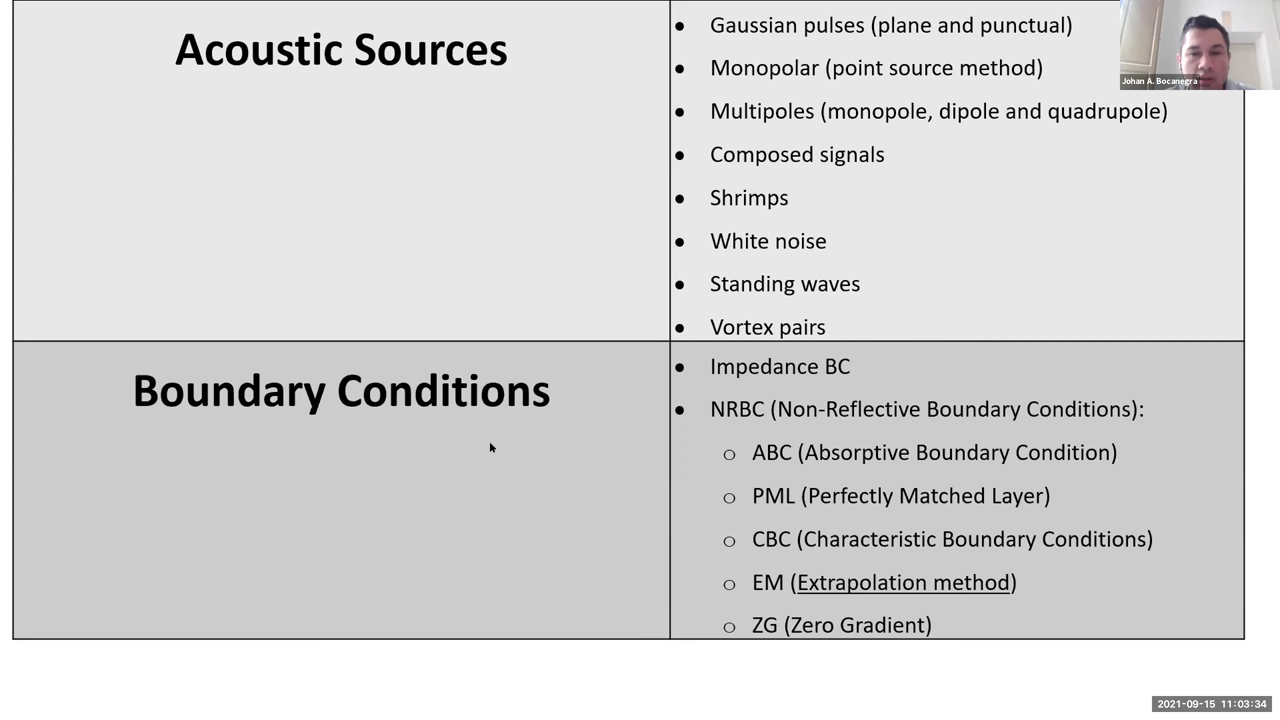 Acoustic Sources
• Gaussian pulses (plane and punctual)
• Monopolar (point source method)
• Multipoles (monopole, dipole and quadrupole)
• Composed signals
• Shrimps
• White noise
• Standing waves
• Vortex pairs
Boundary Conditions
• Impedance BC
• NRBC (Non-Reflective Boundary Conditions):
o ABC (Absorptive Boundary Condition)
o PML (Perfectly Matched Layer)
o CBC (Characteristic Boundary Conditions)
o EM (Extrapolation method)
o ZG (Zero Gradient)
Johan A. Bocanegra
2021-09-15 11:03:34